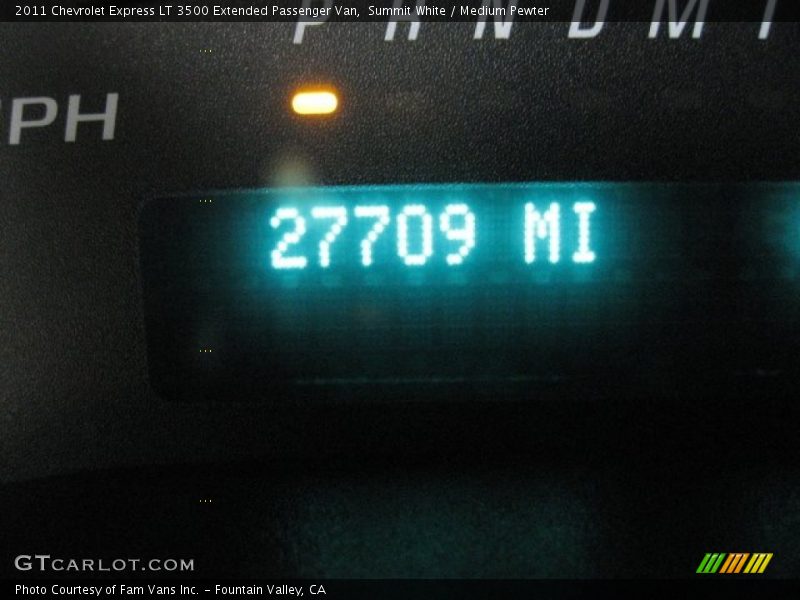 2011 Chevrolet Express LT 3500 Extended Passenger Van, Summit White / Medium Pewter
P R N D M
PH
27709 MI
GTCARLOT.COM
Photo Courtesy of Fam Vans Inc. - Fountain Valley, CA